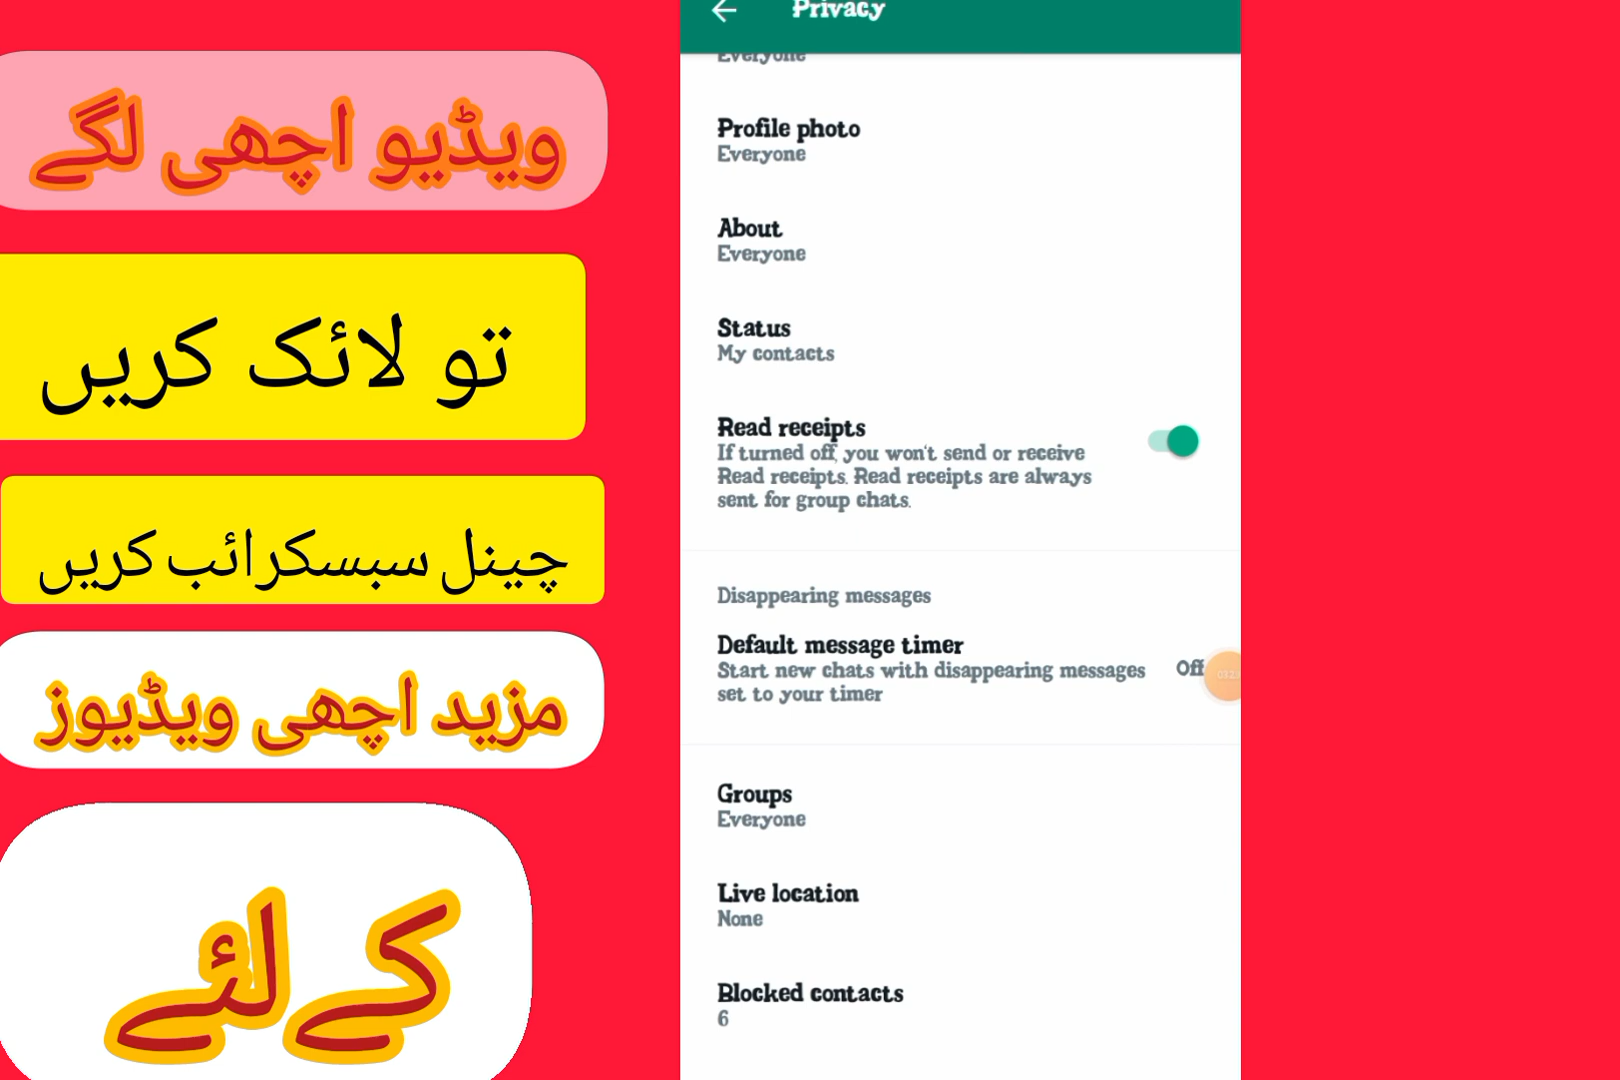 ویڈیو اچھی لگے
تو لائک کریں
چینل سبسکرائب کریں
مزید اچھی ویڈیوز
کےلئے
Privacy
Everyone
Profile photo
Everyone
About
Everyone
Status
My contacts
Read receipts
If turned off, you won't send or receive
Read receipts. Read receipts are always
sent for group chats.
Disappearing messages
Default message timer
Start new chats with disappearing messages
set to your timer
Off
Groups
Everyone
Live location
None
Blocked contacts
6